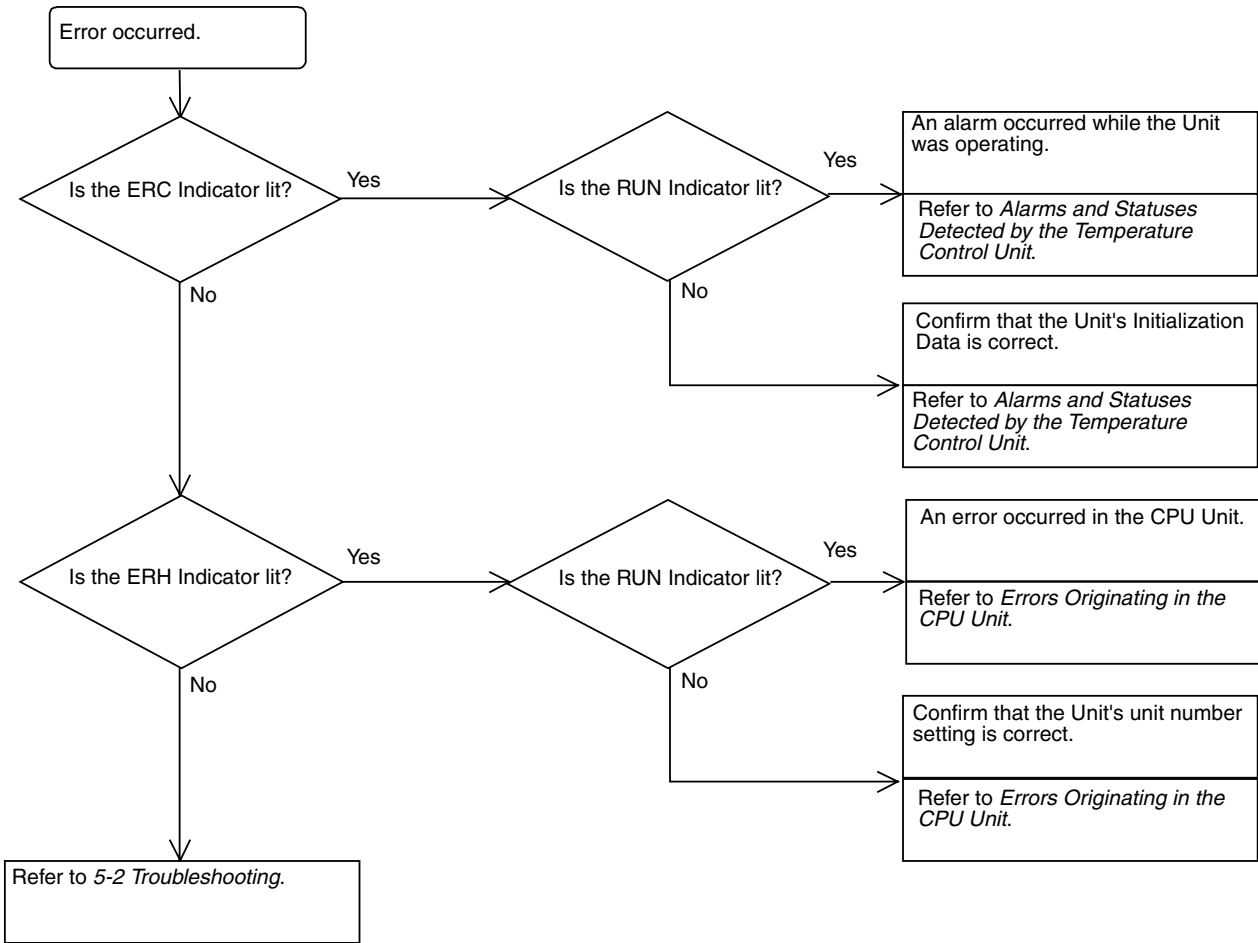 Error occurred.
Is the ERC Indicator lit?
Yes
Is the RUN Indicator lit?
Yes
An alarm occurred while the Unit
was operating.
Refer to Alarms and Statuses
Detected by the Temperature
Control Unit.
No
No
Confirm that the Unit's Initialization
Data is correct.
Refer to Alarms and Statuses
Detected by the Temperature
Control Unit.
Is the ERH Indicator lit?
Yes
Is the RUN Indicator lit?
Yes
An error occurred in the CPU Unit.
Refer to Errors Originating in the
CPU Unit.
No
No
Confirm that the Unit's unit number
setting is correct.
Refer to Errors Originating in the
CPU Unit.
Refer to 5-2 Troubleshooting.